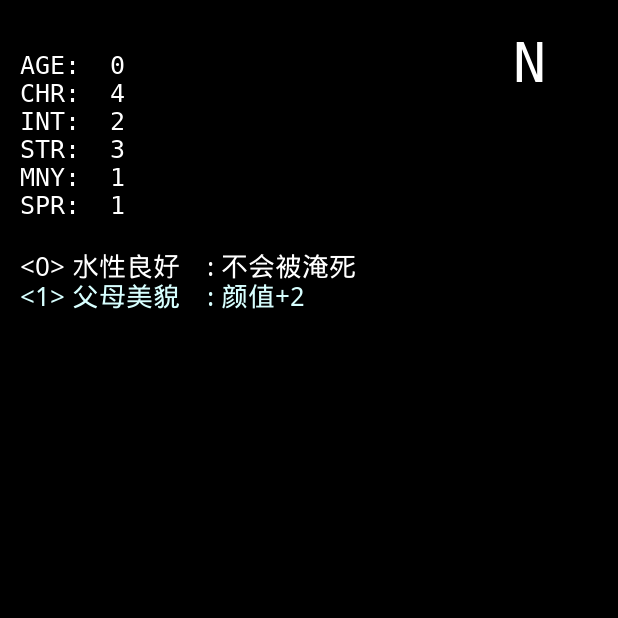 N
AGE: 0
CHR: 4
INT: 2
STR: 3
MNY: 1
SPR: 1
<0> 水性良好 : 不会被淹死
<1> 父母美貌 : 颜值+2